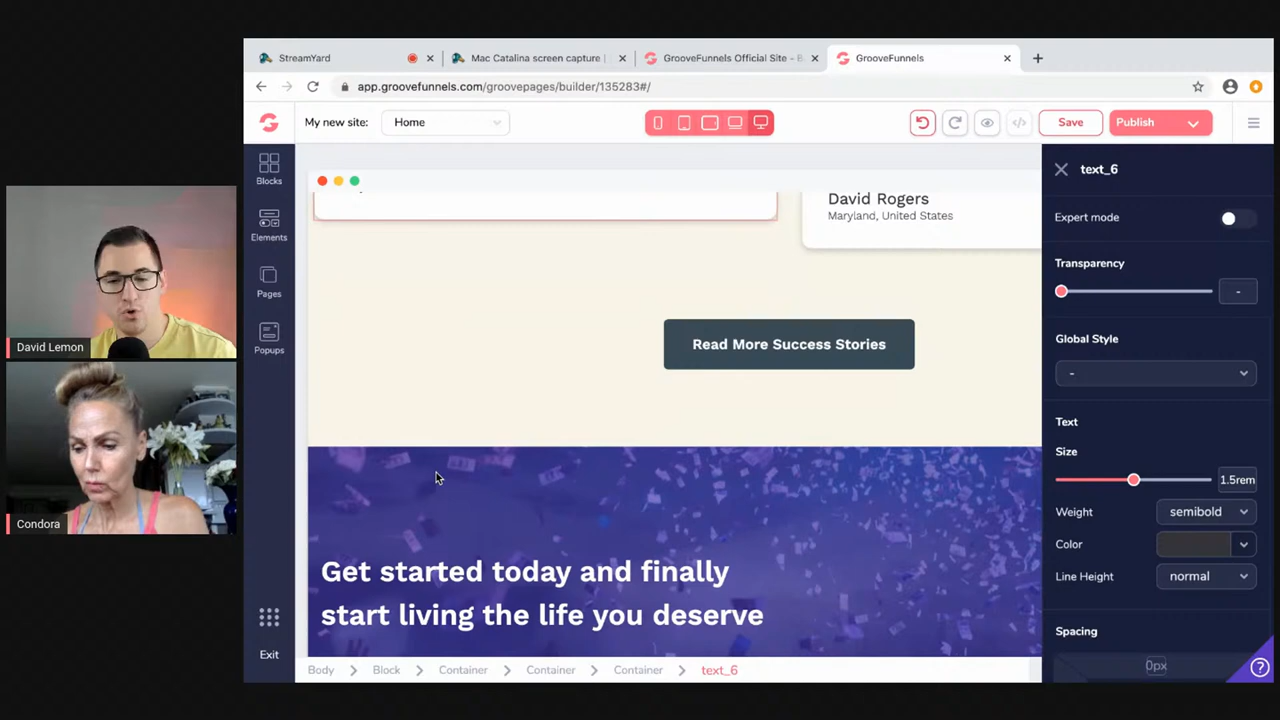 StreamYard
Mac Catalina screen capture |
GrooveFunnels Official Site - B
GrooveFunnels
app.groovefunnels.com/groovepages/builder/135283#/
My new site:
Home
Save
Publish
Blocks
Elements
Pages
Popups
Exit
David Rogers
Maryland, United States
Read More Success Stories
Get started today and finally
start living the life you deserve
Body
Block
Container
Container
Container
text_6
text_6
Expert mode
Transparency
-
Global Style
-
Text
Size
1.5rem
Weight
semibold
Color
Line Height
normal
Spacing
0px
?
David Lemon
Condora